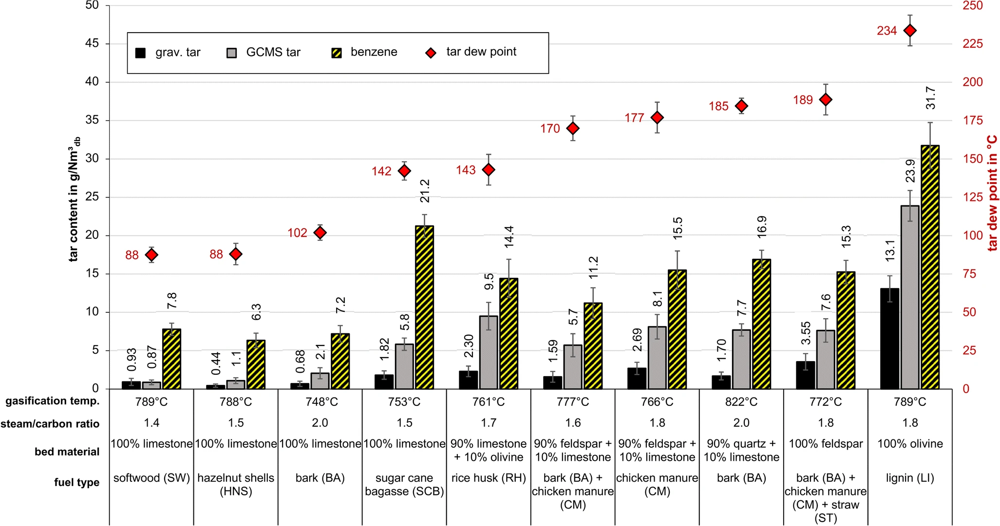 50
250
45
225
40
200
35
175
30
150
25
125
20
100
15
75
10
50
5
25
0
0
tar content in g/Nm³db
tar dew point in °C
grav. tar GCMS tar benzene tar dew point
88 88 102 142 143 170 177 185 189 234
0.93 0.87 7.8
0.44 1.1 6.3
0.68 2.1 7.2
1.82 5.8 21.2
2.30 9.5 14.4
1.59 5.7 11.2
2.69 8.1 15.5
1.70 7.7 16.9
3.55 7.6 15.3
13.1 23.9 31.7
gasification temp. 789°C 788°C 748°C 753°C 761°C 777°C 766°C 822°C 772°C 789°C
steam/carbon ratio 1.4 1.5 2.0 1.5 1.7 1.6 1.8 2.0 1.8 1.8
bed material
100% limestone
100% limestone
100% limestone
100% limestone
90% limestone
+ 10% olivine
90% feldspar +
10% limestone
90% feldspar +
10% limestone
90% quartz +
10% limestone
100% feldspar
100% olivine
fuel type
softwood (SW)
hazelnut shells
(HNS)
bark (BA)
sugar cane
bagasse (SCB)
rice husk (RH)
bark (BA) +
chicken manure
(CM)
chicken manure
(CM)
bark (BA)
bark (BA) +
chicken manure
(CM) + straw
(ST)
lignin (LI)